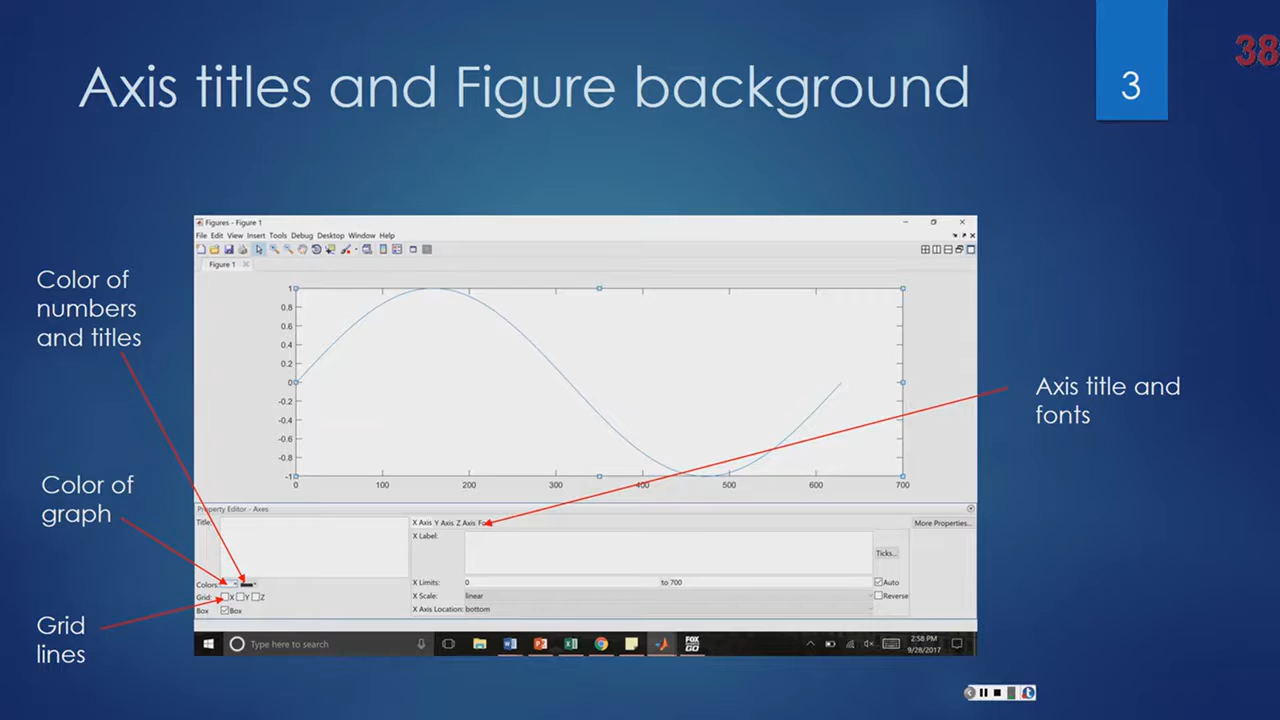 Axis titles and Figure background
3
38
Figures - Figure 1
File Edit View Insert Tools Debug Desktop Window Help
Figure 1
Color of
numbers
and titles
1
0.8
0.6
0.4
0.2
0
-0.2
-0.4
-0.6
-0.8
-1
0 100 200 300 400 500 600 700
Axis title and
fonts
Color of
graph
Property Editor - Axes
Title:
X Axis Y Axis Z Axis
More Properties...
X Label:
Ticks...
Colors:
X Limits: 0 to 700
Auto
Grid: X Y Z
X Scale: linear
Reverse
Box Box
X Axis Location: bottom
Grid
lines
Type here to search
FOX
GO
2:58 PM
9/28/2017